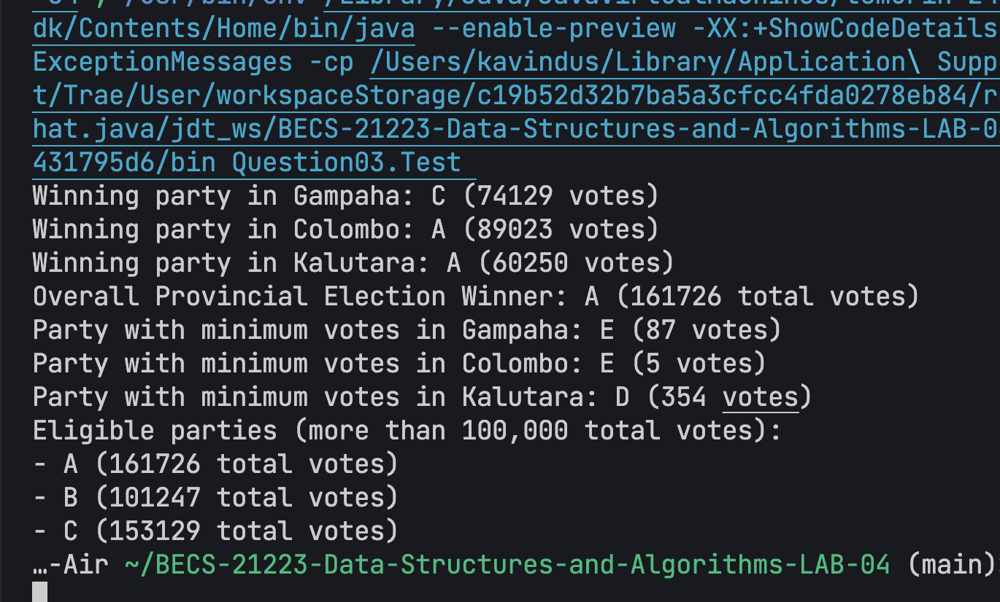 dk/Contents/Home/bin/java --enable-preview -XX:+ShowCodeDetails
ExceptionMessages -cp /Users/kavindus/Library/Application\ Supp
t/Trae/User/workspaceStorage/c19b52d32b7ba5a3cfcc4fda0278eb84/r
hat.java/jdt_ws/BECS-21223-Data-Structures-and-Algorithms-LAB-0
431795d6/bin Question03.Test
Winning party in Gampaha: C (74129 votes)
Winning party in Colombo: A (89023 votes)
Winning party in Kalutara: A (60250 votes)
Overall Provincial Election Winner: A (161726 total votes)
Party with minimum votes in Gampaha: E (87 votes)
Party with minimum votes in Colombo: E (5 votes)
Party with minimum votes in Kalutara: D (354 votes)
Eligible parties (more than 100,000 total votes):
- A (161726 total votes)
- B (101247 total votes)
- C (153129 total votes)
…-Air ~/BECS-21223-Data-Structures-and-Algorithms-LAB-04 (main)